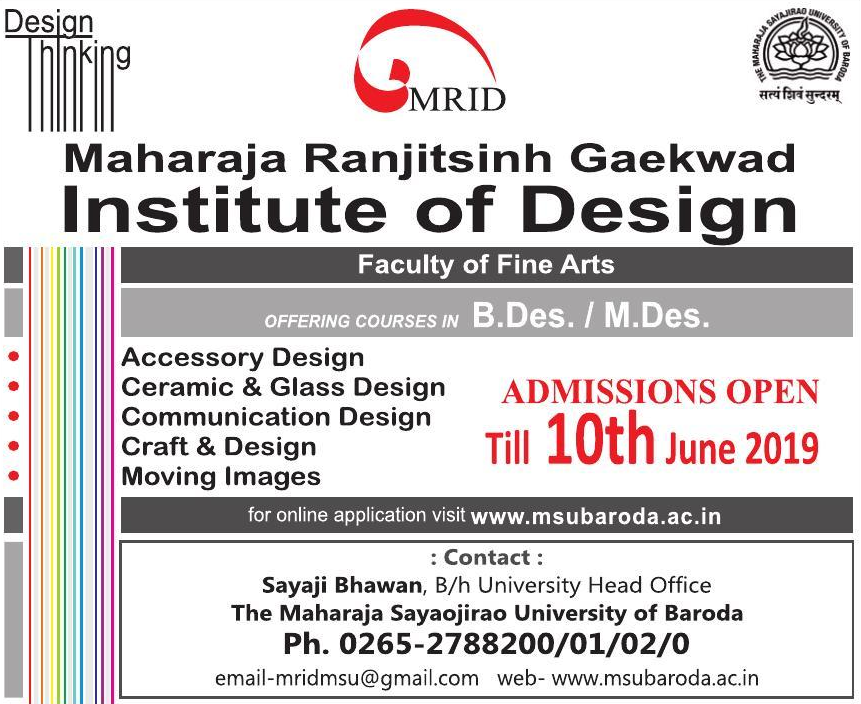 Design
Thinking
MRID
THE MAHARAJA SAYAJIRAO UNIVERSITY OF BARODA
सत्यं शिवं सुन्दरम्
Maharaja Ranjitsinh Gaekwad
Institute of Design
Faculty of Fine Arts
OFFERING COURSES IN B.Des. / M.Des.
Accessory Design
Ceramic & Glass Design
Communication Design
Craft & Design
Moving Images
ADMISSIONS OPEN
Till 10th June 2019
for online application visit www.msubaroda.ac.in
: Contact :
Sayaji Bhawan, B/h University Head Office
The Maharaja Sayaojirao University of Baroda
Ph. 0265-2788200/01/02/0
email-mridmsu@gmail.com web- www.msubaroda.ac.in